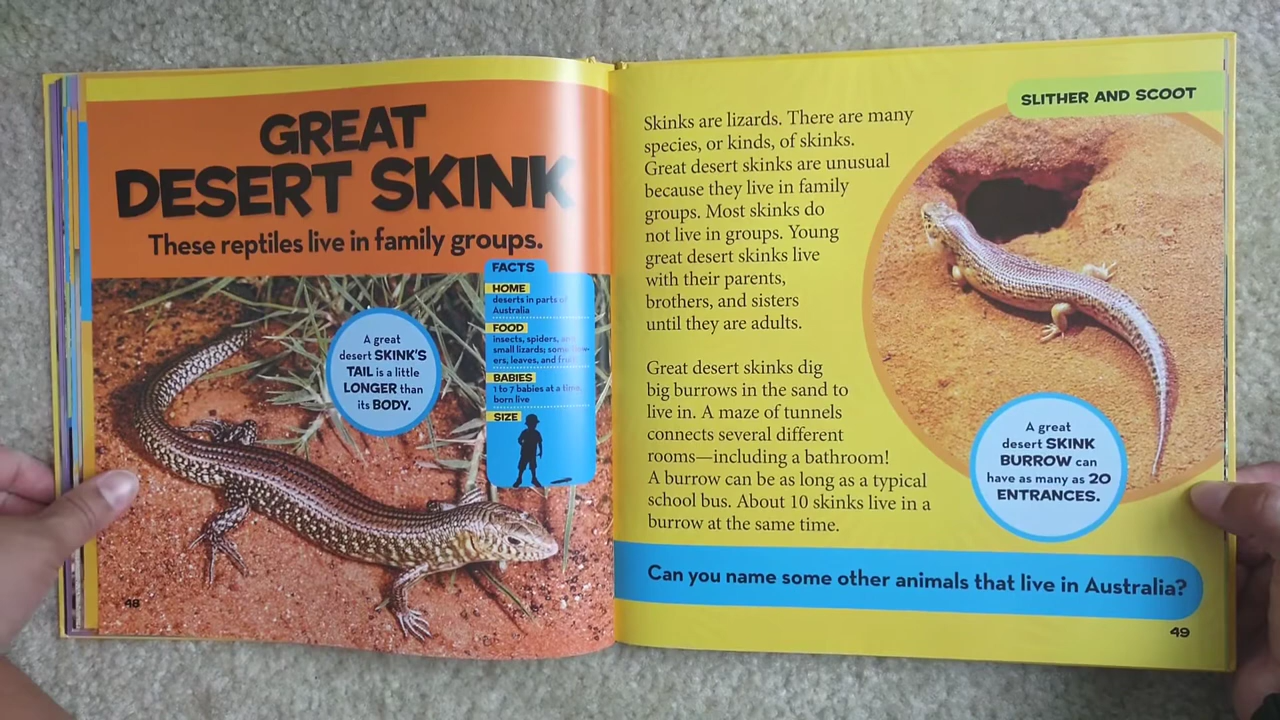 GREAT
DESERT SKINK
These reptiles live in family groups.
A great
desert SKINK'S
TAIL is a little
LONGER than
its BODY.
FACTS
HOME
deserts in parts of
Australia
FOOD
insects, spiders,
small lizards;
ers, leaves, and
BABIES
1 to 7 babies at a time,
born live
SIZE
48
SLITHER AND SCOOT
Skinks are lizards. There are many
species, or kinds, of skinks.
Great desert skinks are unusual
because they live in family
groups. Most skinks do
not live in groups. Young
great desert skinks live
with their parents,
brothers, and sisters
until they are adults.
Great desert skinks dig
big burrows in the sand to
live in. A maze of tunnels
connects several different
rooms—including a bathroom!
A burrow can be as long as a typical
school bus. About 10 skinks live in a
burrow at the same time.
A great
desert SKINK
BURROW can
have as many as 20
ENTRANCES.
Can you name some other animals that live in Australia?
49